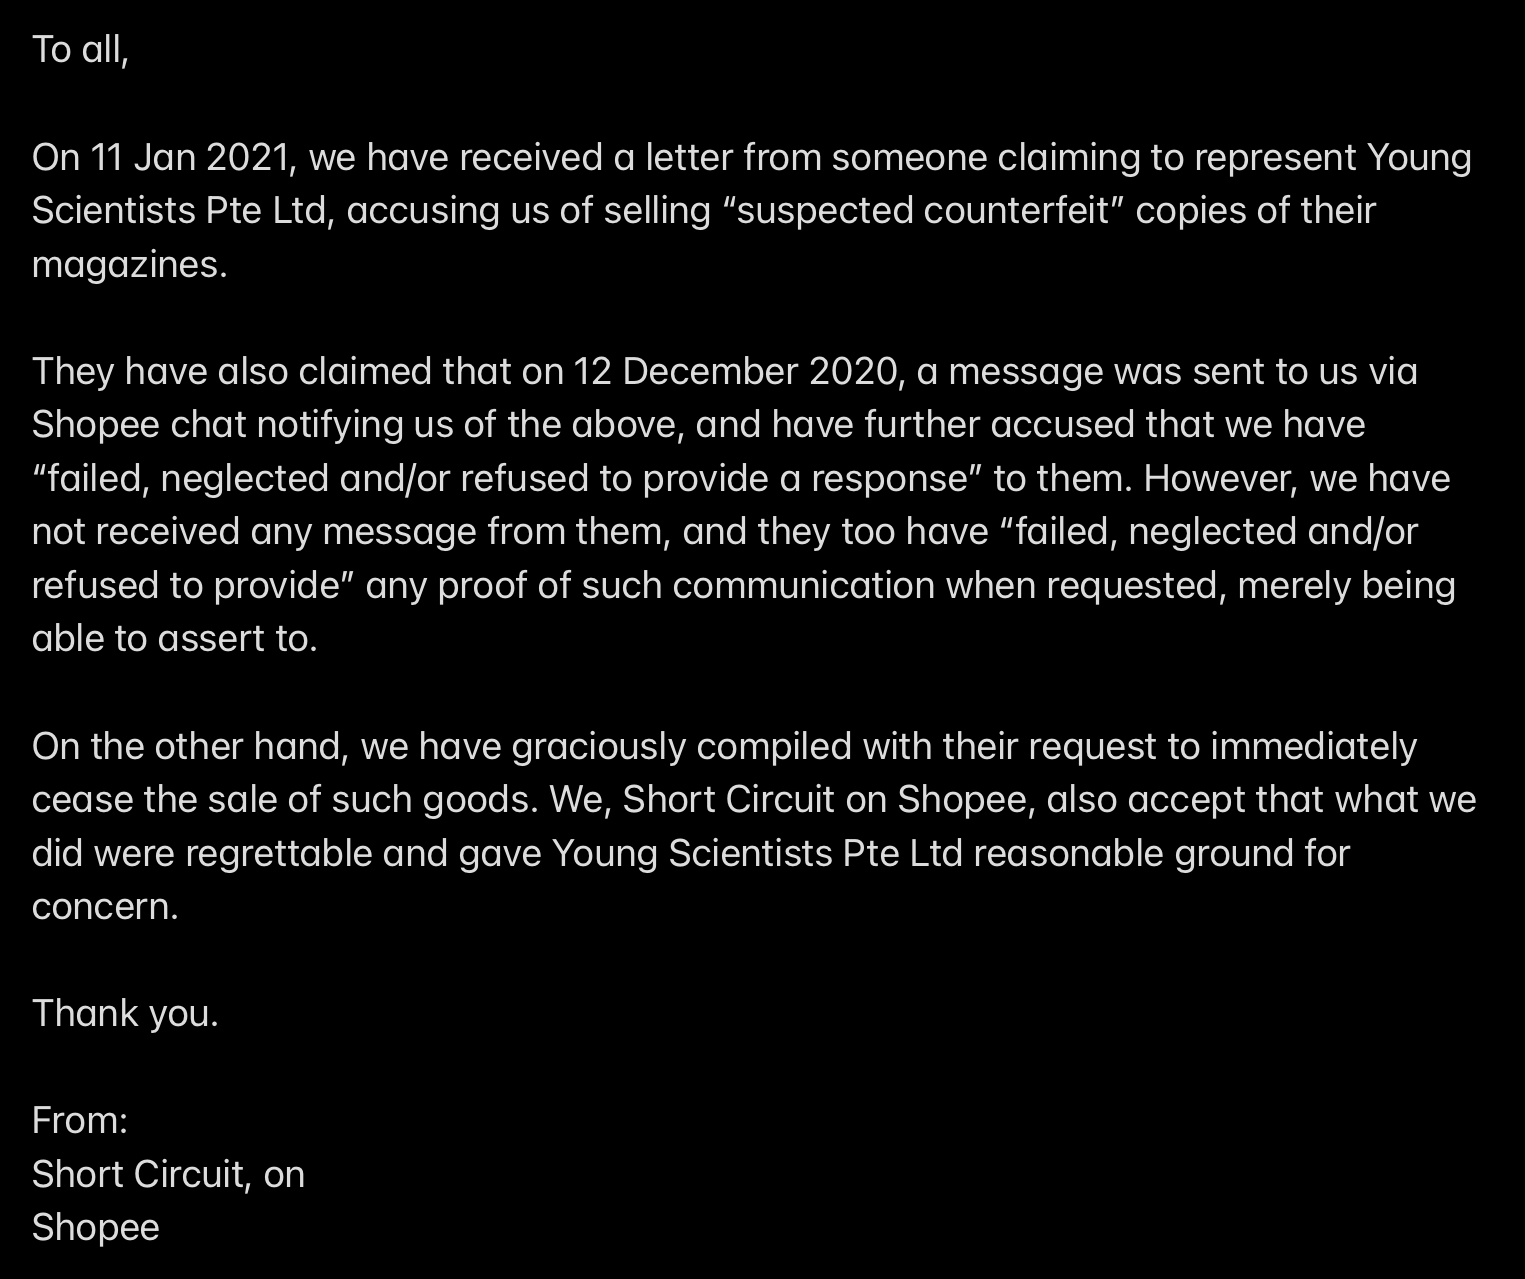 To all,
On 11 Jan 2021, we have received a letter from someone claiming to represent Young
Scientists Pte Ltd, accusing us of selling “suspected counterfeit” copies of their
magazines.
They have also claimed that on 12 December 2020, a message was sent to us via
Shopee chat notifying us of the above, and have further accused that we have
“failed, neglected and/or refused to provide a response” to them. However, we have
not received any message from them, and they too have “failed, neglected and/or
refused to provide” any proof of such communication when requested, merely being
able to assert to.
On the other hand, we have graciously compiled with their request to immediately
cease the sale of such goods. We, Short Circuit on Shopee, also accept that what we
did were regrettable and gave Young Scientists Pte Ltd reasonable ground for
concern.
Thank you.
From:
Short Circuit, on
Shopee